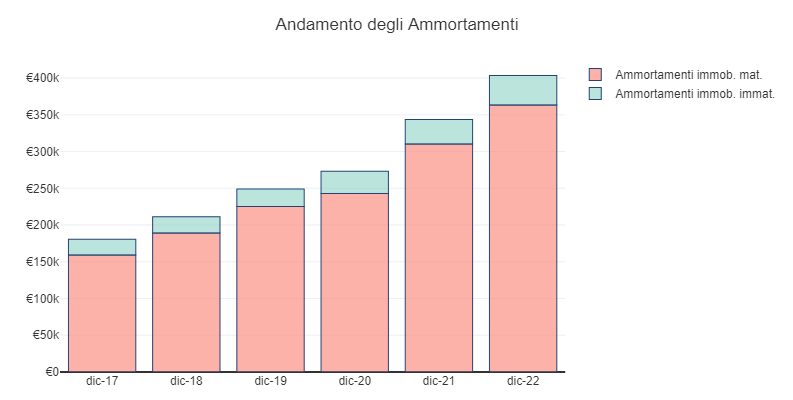 Andamento degli Ammortamenti
€400k
€350k
€300k
€250k
€200k
€150k
€100k
€50k
€0
dic-17 dic-18 dic-19 dic-20 dic-21 dic-22
Ammortamenti immob. mat.
Ammortamenti immob. immat.